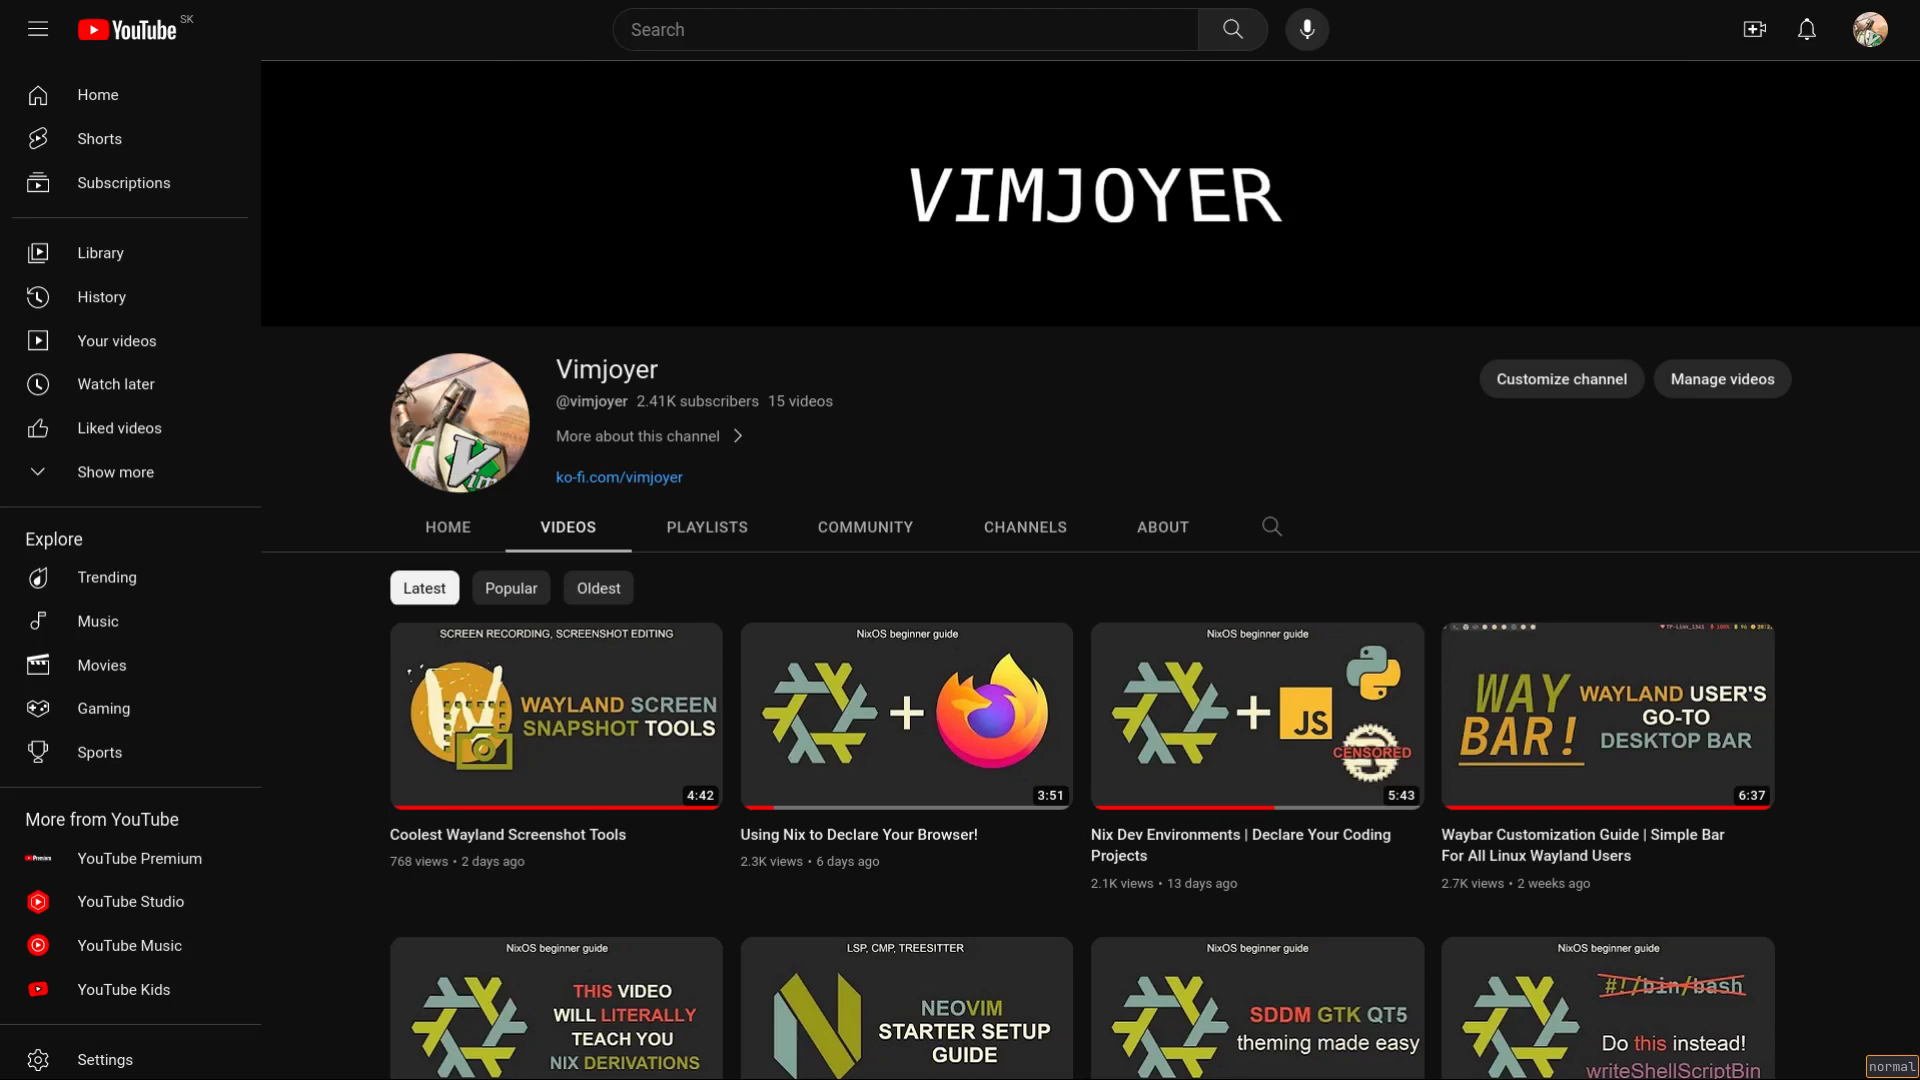 YouTube SK
Search
Home
Shorts
Subscriptions
Library
History
Your videos
Watch later
Liked videos
Show more
Explore
Trending
Music
Movies
Gaming
Sports
More from YouTube
YouTube Premium
YouTube Studio
YouTube Music
YouTube Kids
Settings
VIMJOYER
Vimjoyer
@vimjoyer 2.41K subscribers 15 videos
More about this channel
ko-fi.com/vimjoyer
Customize channel
Manage videos
HOME VIDEOS PLAYLISTS COMMUNITY CHANNELS ABOUT
Latest Popular Oldest
SCREEN RECORDING, SCREENSHOT EDITING
WAYLAND SCREEN
SNAPSHOT TOOLS
4:42
Coolest Wayland Screenshot Tools
768 views • 2 days ago
NixOS beginner guide
+
3:51
Using Nix to Declare Your Browser!
2.3K views • 6 days ago
NixOS beginner guide
+
JS
CENSORED
5:43
Nix Dev Environments | Declare Your Coding
Projects
2.1K views • 13 days ago
WAY
BAR!
WAYLAND USER'S
GO-TO
DESKTOP BAR
6:37
Waybar Customization Guide | Simple Bar
For All Linux Wayland Users
2.7K views • 2 weeks ago
NixOS beginner guide
THIS VIDEO
WILL LITERALLY
TEACH YOU
NIX DERIVATIONS
LSP, CMP, TREESITTER
NEOVIM
STARTER SETUP
GUIDE
NixOS beginner guide
SDDM GTK QT5
theming made easy
NixOS beginner guide
#!/bin/bash
Do this instead!
writeShellScriptBin
normal